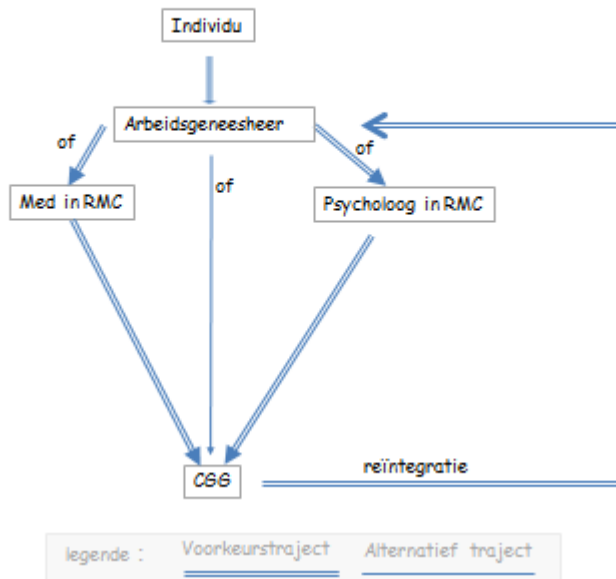 Individu
Arbeidsgeneesheer
of
of
of
Med in RMC
Psycholoog in RMC
CGG
reïntegratie
legende : Voorkeurstraject Alternatief traject